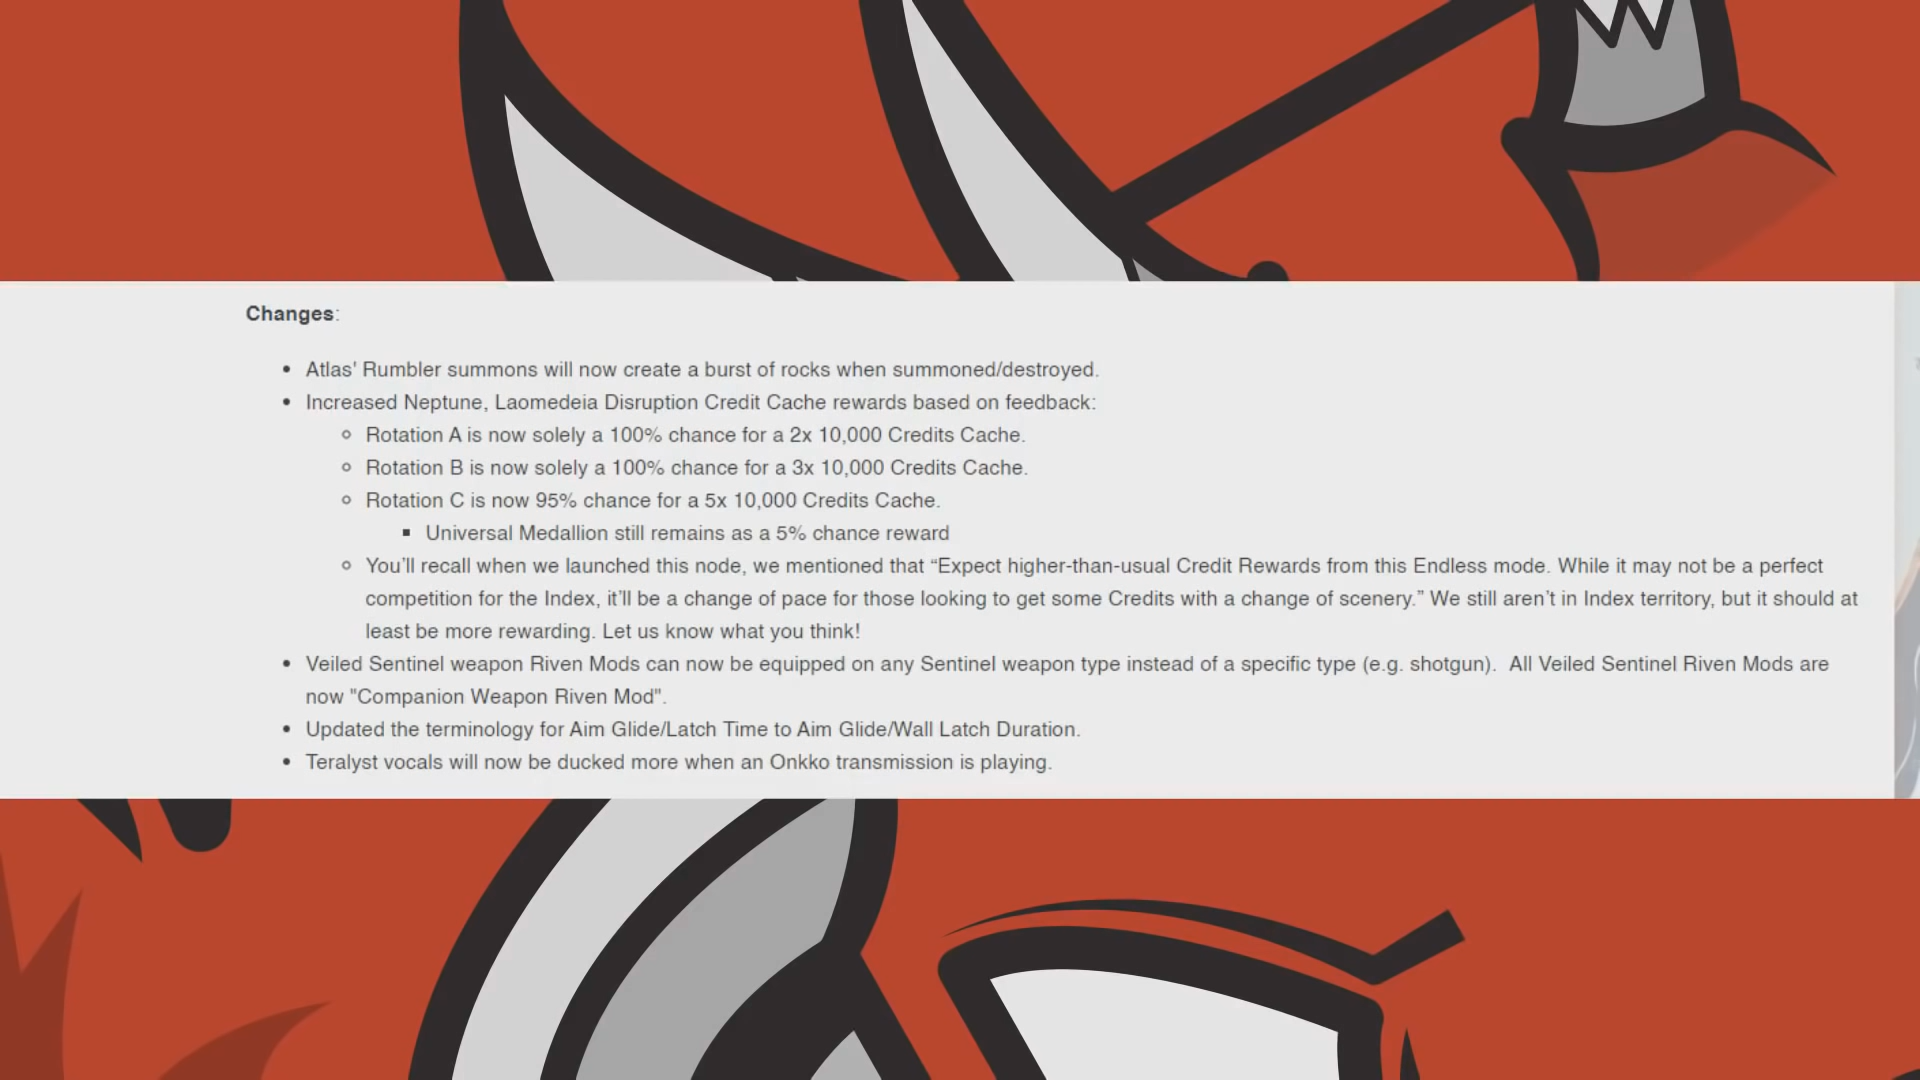 Changes:
• Atlas' Rumbler summons will now create a burst of rocks when summoned/destroyed.
• Increased Neptune, Laomedeia Disruption Credit Cache rewards based on feedback:
○ Rotation A is now solely a 100% chance for a 2x 10,000 Credits Cache.
○ Rotation B is now solely a 100% chance for a 3x 10,000 Credits Cache.
○ Rotation C is now 95% chance for a 5x 10,000 Credits Cache.
▪ Universal Medallion still remains as a 5% chance reward
○ You’ll recall when we launched this node, we mentioned that “Expect higher-than-usual Credit Rewards from this Endless mode. While it may not be a perfect
competition for the Index, it’ll be a change of pace for those looking to get some Credits with a change of scenery.” We still aren’t in Index territory, but it should at
least be more rewarding. Let us know what you think!
• Veiled Sentinel weapon Riven Mods can now be equipped on any Sentinel weapon type instead of a specific type (e.g. shotgun).  All Veiled Sentinel Riven Mods are
now "Companion Weapon Riven Mod".
• Updated the terminology for Aim Glide/Latch Time to Aim Glide/Wall Latch Duration.
• Teralyst vocals will now be ducked more when an Onkko transmission is playing.